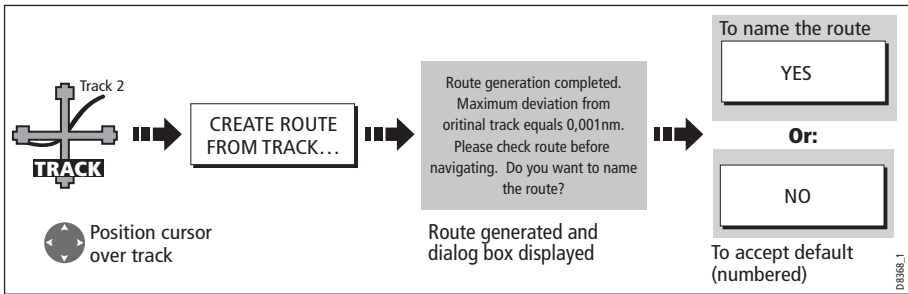 Track 2
TRACK
Position cursor
over track
CREATE ROUTE
FROM TRACK...
Route generation completed.
Maximum deviation from
oritinal track equals 0,001nm.
Please check route before
navigating. Do you want to name
the route?
Route generated and
dialog box displayed
To name the route
YES
Or:
NO
To accept default
(numbered)
D8368_1